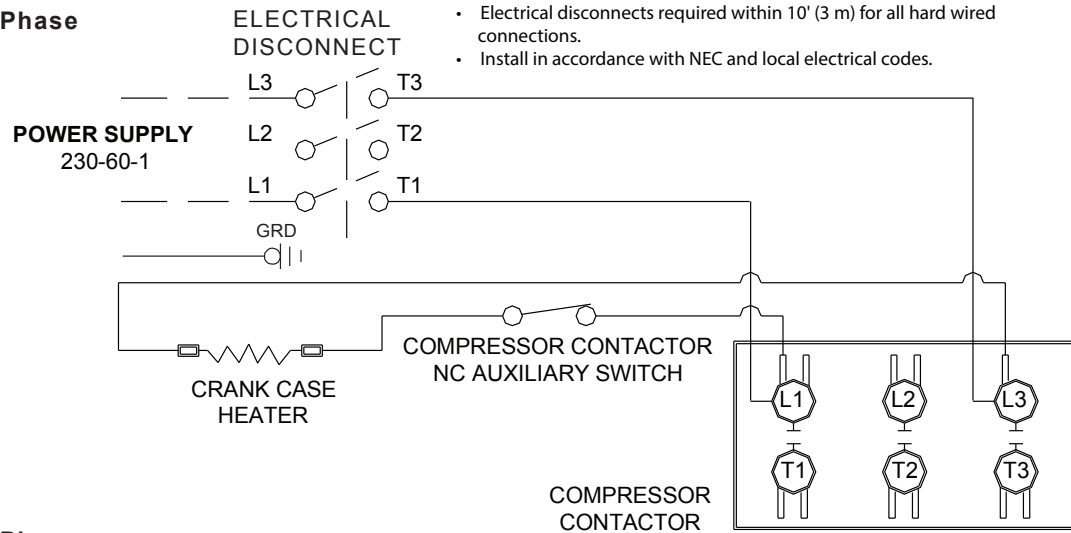 Phase
ELECTRICAL
DISCONNECT
• Electrical disconnects required within 10' (3 m) for all hard wired
connections.
• Install in accordance with NEC and local electrical codes.
L3
T3
POWER SUPPLY
230-60-1
L2
T2
L1
T1
GRD
COMPRESSOR CONTACTOR
NC AUXILIARY SWITCH
CRANK CASE
HEATER
L1
L2
L3
T1
T2
T3
COMPRESSOR
CONTACTOR